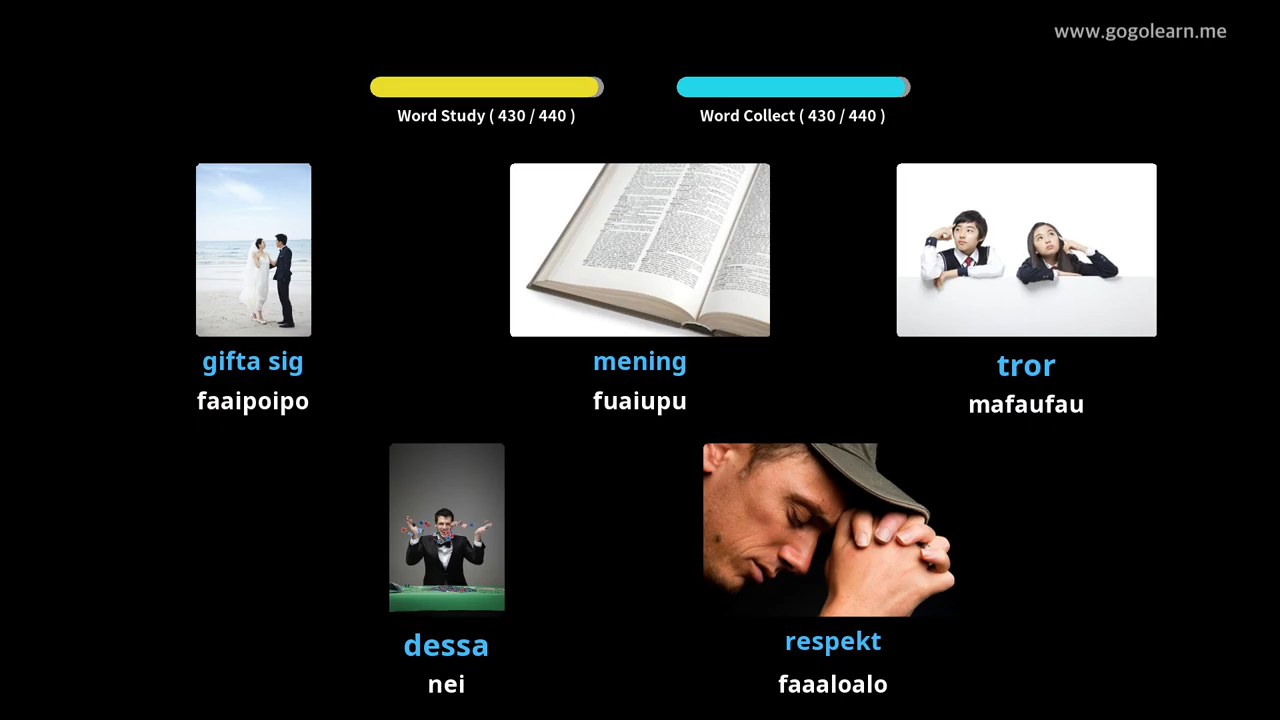 www.gogolearn.me
Word Study ( 430 / 440 )
Word Collect ( 430 / 440 )
gifta sig
faaipoipo
mening
fuaiupu
tror
mafaufau
dessa
nei
respekt
faaaloalo